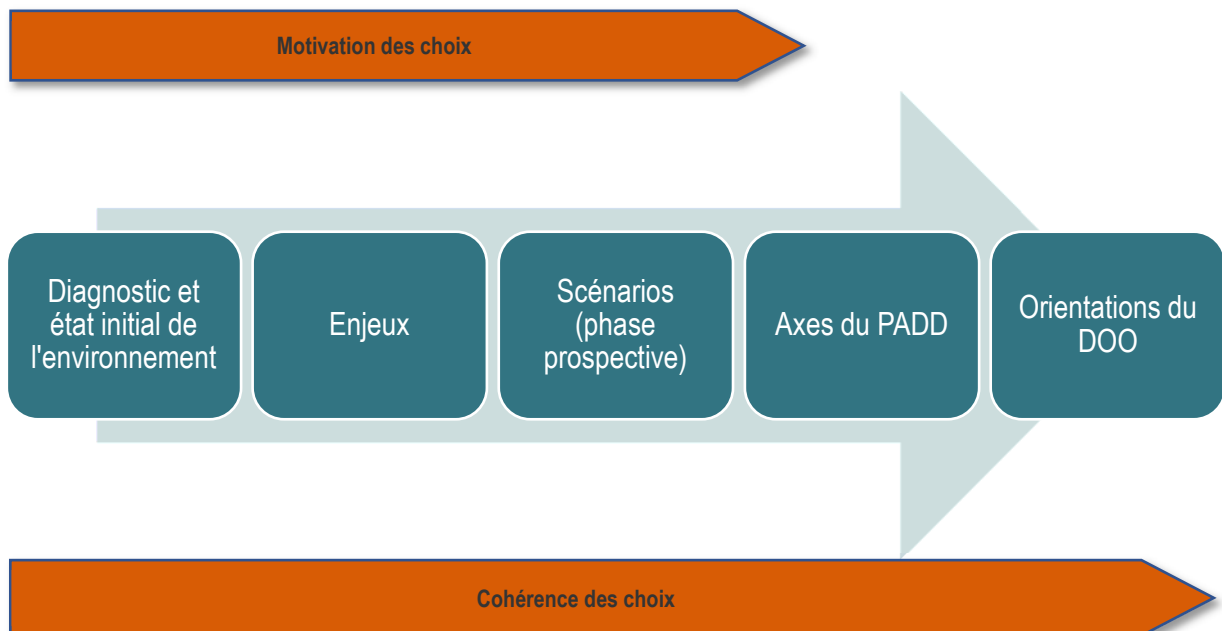 Motivation des choix
Diagnostic et
état initial de
l'environnement
Enjeux
Scénarios
(phase
prospective)
Axes du PADD
Orientations du
DOO
Cohérence des choix